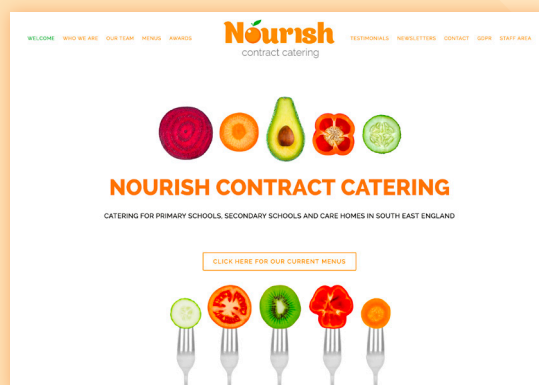 WELCOME WHO WE ARE OUR TEAM MENUS AWARDS
Nourish
contract catering
TESTIMONIALS NEWSLETTERS CONTACT GDPR STAFF AREA
NOURISH CONTRACT CATERING
CATERING FOR PRIMARY SCHOOLS, SECONDARY SCHOOLS AND CARE HOMES IN SOUTH EAST ENGLAND
CLICK HERE FOR OUR CURRENT MENUS